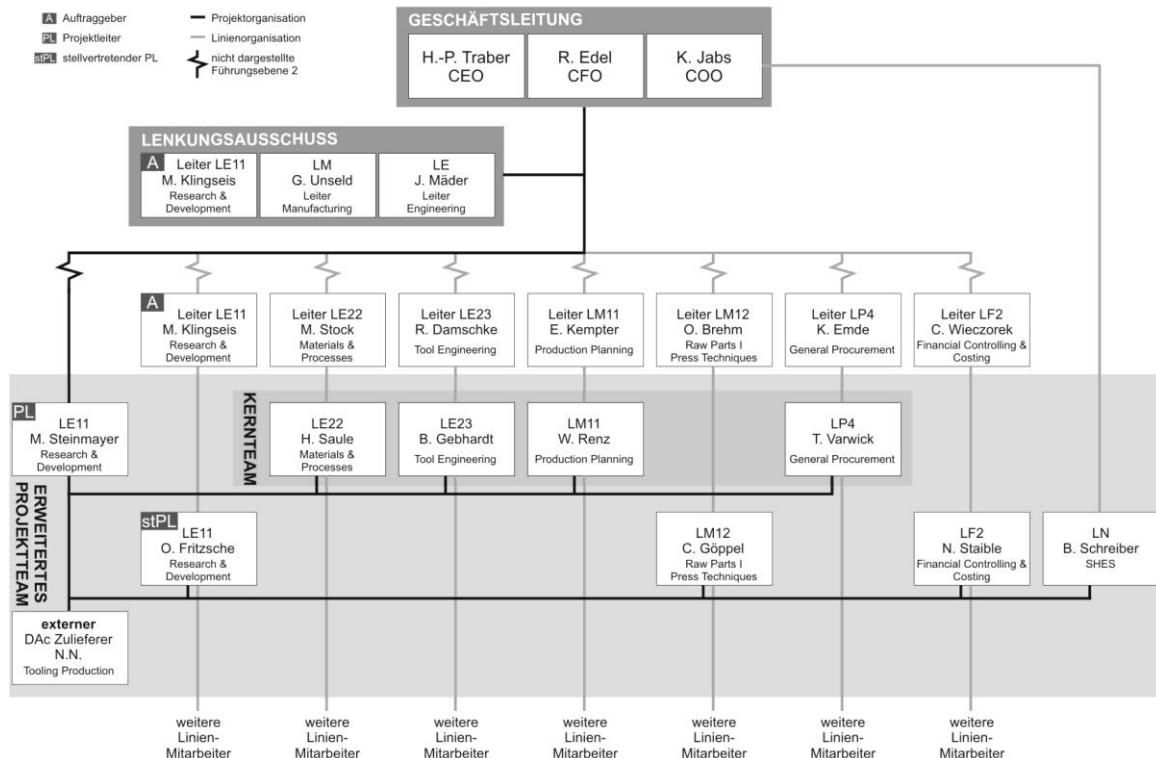 A Auftraggeber
PL Projektleiter
stPL stellvertretender PL
Projektorganisation
Linienorganisation
nicht dargestellte
Führungsebene 2
GESCHÄFTSLEITUNG
H.-P. Traber
CEO
R. Edel
CFO
K. Jabs
COO
LENKUNGSAUSSCHUSS
A
Leiter LE11
M. Klingseis
Research &
Development
LM
G. Unseld
Leiter
Manufacturing
LE
J. Mäder
Leiter
Engineering
A
Leiter LE11
M. Klingseis
Research &
Development
Leiter LE22
M. Stock
Materials &
Processes
Leiter LE23
R. Damschke
Tool Engineering
Leiter LM11
E. Kempter
Production Planning
Leiter LM12
O. Brehm
Raw Parts I
Press Techniques
Leiter LP4
K. Emde
General Procurement
Leiter LF2
C. Wieczorek
Financial Controlling &
Costing
PL
LE11
M. Steinmayer
Research &
Development
KERNTEAM
LE22
H. Saule
Materials &
Processes
LE23
B. Gebhardt
Tool Engineering
LM11
W. Renz
Production Planning
LP4
T. Varwick
General Procurement
ERWEITERTES
PROJEKTTEAM
stPL
LE11
O. Fritzsche
Research &
Development
LM12
C. Göppel
Raw Parts I
Press Techniques
LF2
N. Staible
Financial Controlling &
Costing
LN
B. Schreiber
SHES
externer
DAc Zulieferer
N.N.
Tooling Production
weitere
Linien-
Mitarbeiter
weitere
Linien-
Mitarbeiter
weitere
Linien-
Mitarbeiter
weitere
Linien-
Mitarbeiter
weitere
Linien-
Mitarbeiter
weitere
Linien-
Mitarbeiter
weitere
Linien-
Mitarbeiter